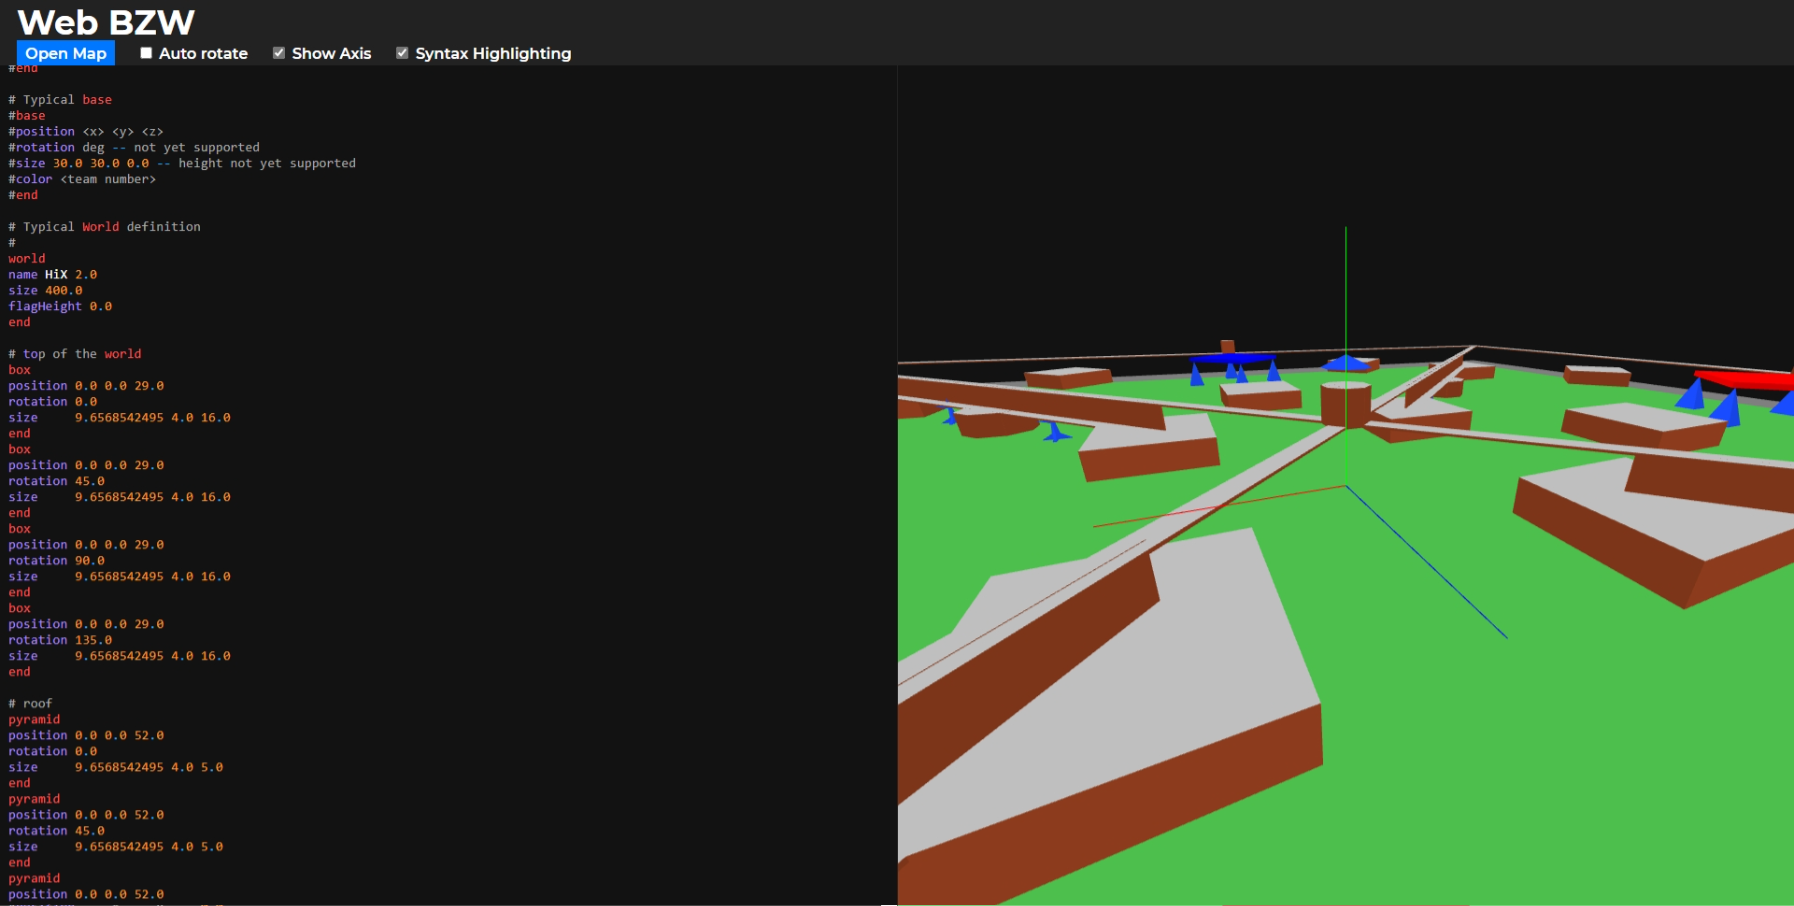 Web BZW
Open Map Auto rotate Show Axis Syntax Highlighting
#end
# Typical base
#base
#position <x> <y> <z>
#rotation deg -- not yet supported
#size 30.0 30.0 0.0 -- height not yet supported
#color <team number>
#end
# Typical World definition
#
world
name HiX 2.0
size 400.0
flagHeight 0.0
end
# top of the world
box
position 0.0 0.0 29.0
rotation 0.0
size 9.6568542495 4.0 16.0
end
box
position 0.0 0.0 29.0
rotation 45.0
size 9.6568542495 4.0 16.0
end
box
position 0.0 0.0 29.0
rotation 90.0
size 9.6568542495 4.0 16.0
end
box
position 0.0 0.0 29.0
rotation 135.0
size 9.6568542495 4.0 16.0
end
# roof
pyramid
position 0.0 0.0 52.0
rotation 0.0
size 9.6568542495 4.0 5.0
end
pyramid
position 0.0 0.0 52.0
rotation 45.0
size 9.6568542495 4.0 5.0
end
pyramid
position 0.0 0.0 52.0